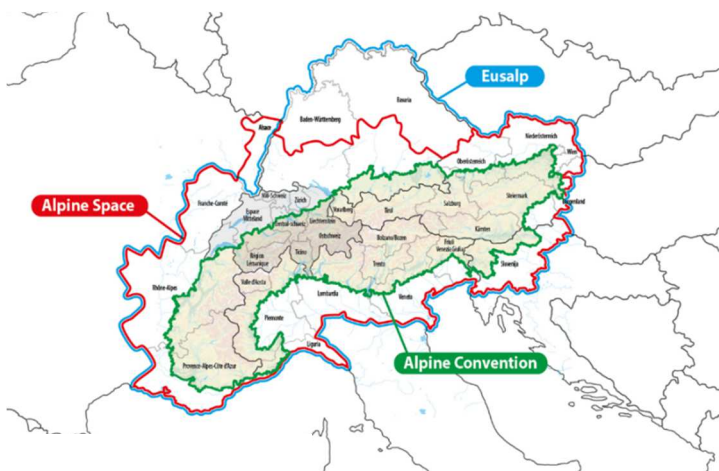 Eusalp
Bavaria
Baden-Württemberg
Alsace
Niederösterreich
Wien
Oberösterreich
Burgenland
Franche-Comté
Zürich
Espace
Mittelland
Liechtenstein
Vorarlberg
Tirol
Salzburg
Steiermark
Alpine Space
Ostschweiz
Kärnten
Bolzano/Bozen
Région
Lémanique
Ticino
Friuli
Venezia Giulia
Slovenija
Trento
Valle d'Aosta
Rhône-Alpes
Lombardia
Veneto
Piemonte
Liguria
Alpine Convention
Provence-Alpes-Côte d'Azur